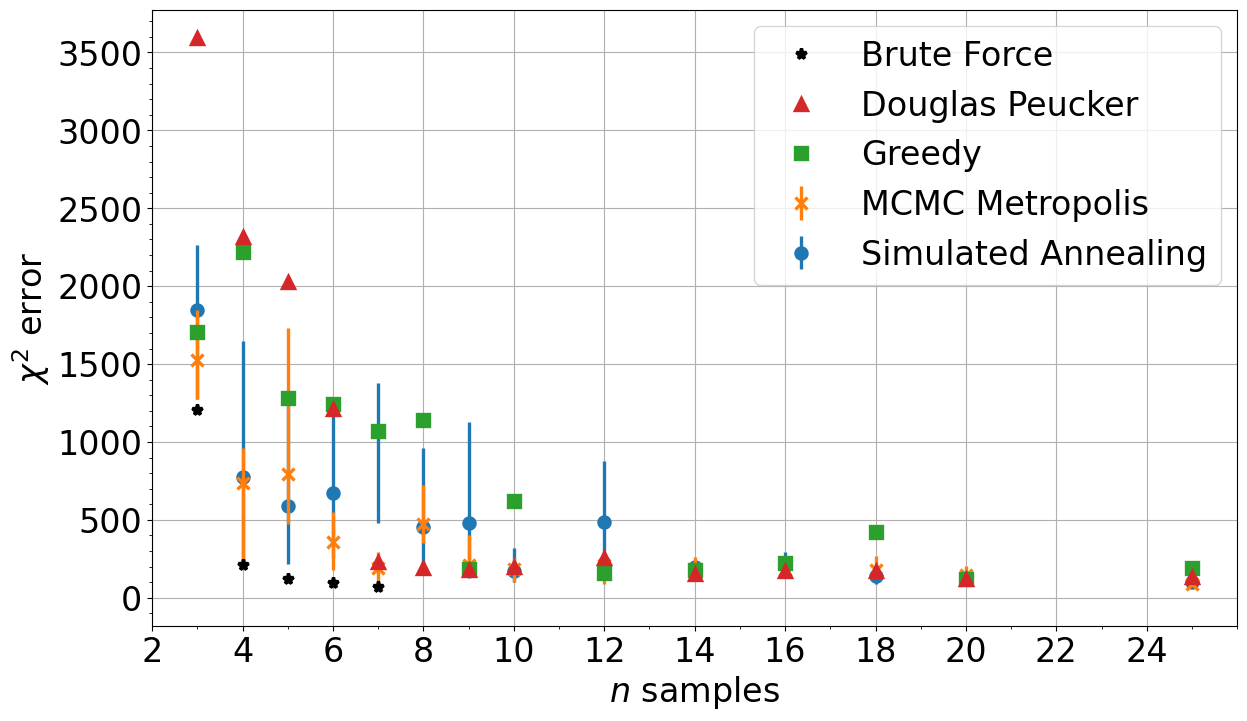 3500
3000
2500
2000
1500
1000
500
0
χ² error
2 4 6 8 10 12 14 16 18 20 22 24
n samples
Brute Force
Douglas Peucker
Greedy
MCMC Metropolis
Simulated Annealing